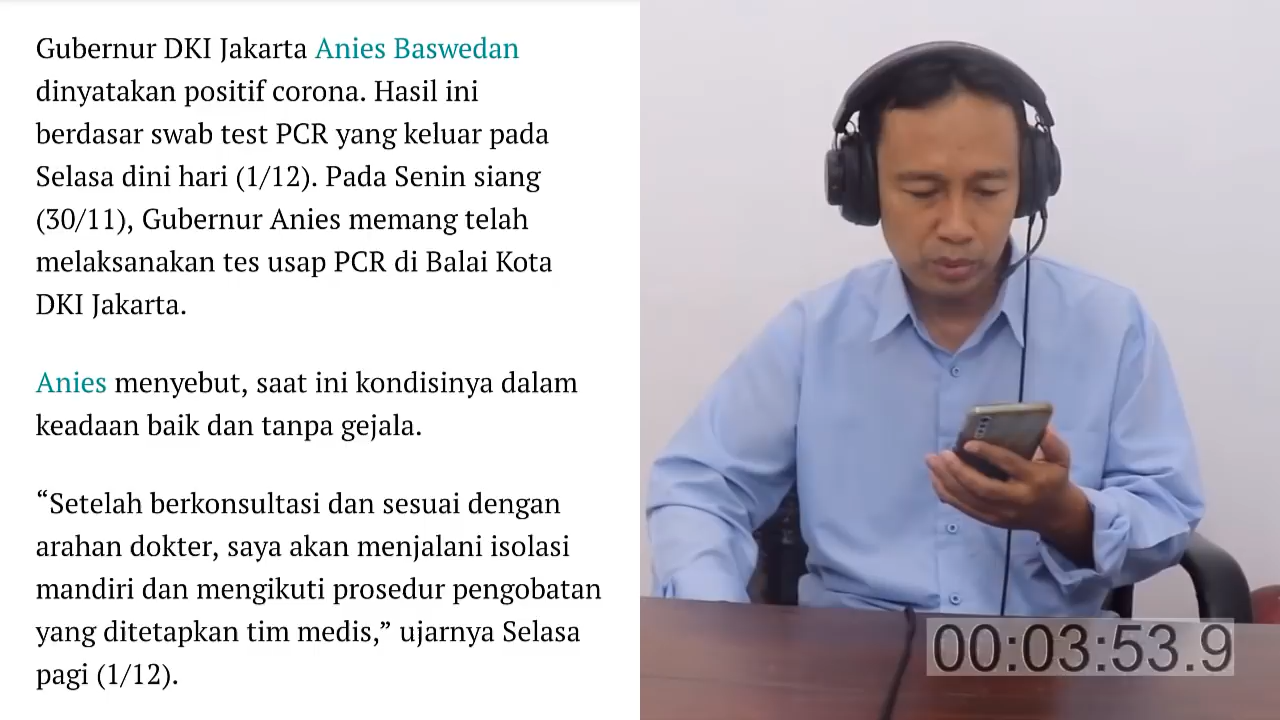 Gubernur DKI Jakarta Anies Baswedan
dinyatakan positif corona. Hasil ini
berdasar swab test PCR yang keluar pada
Selasa dini hari (1/12). Pada Senin siang
(30/11), Gubernur Anies memang telah
melaksanakan tes usap PCR di Balai Kota
DKI Jakarta.
Anies menyebut, saat ini kondisinya dalam
keadaan baik dan tanpa gejala.
“Setelah berkonsultasi dan sesuai dengan
arahan dokter, saya akan menjalani isolasi
mandiri dan mengikuti prosedur pengobatan
yang ditetapkan tim medis,” ujarnya Selasa
pagi (1/12).
00:03:53.9